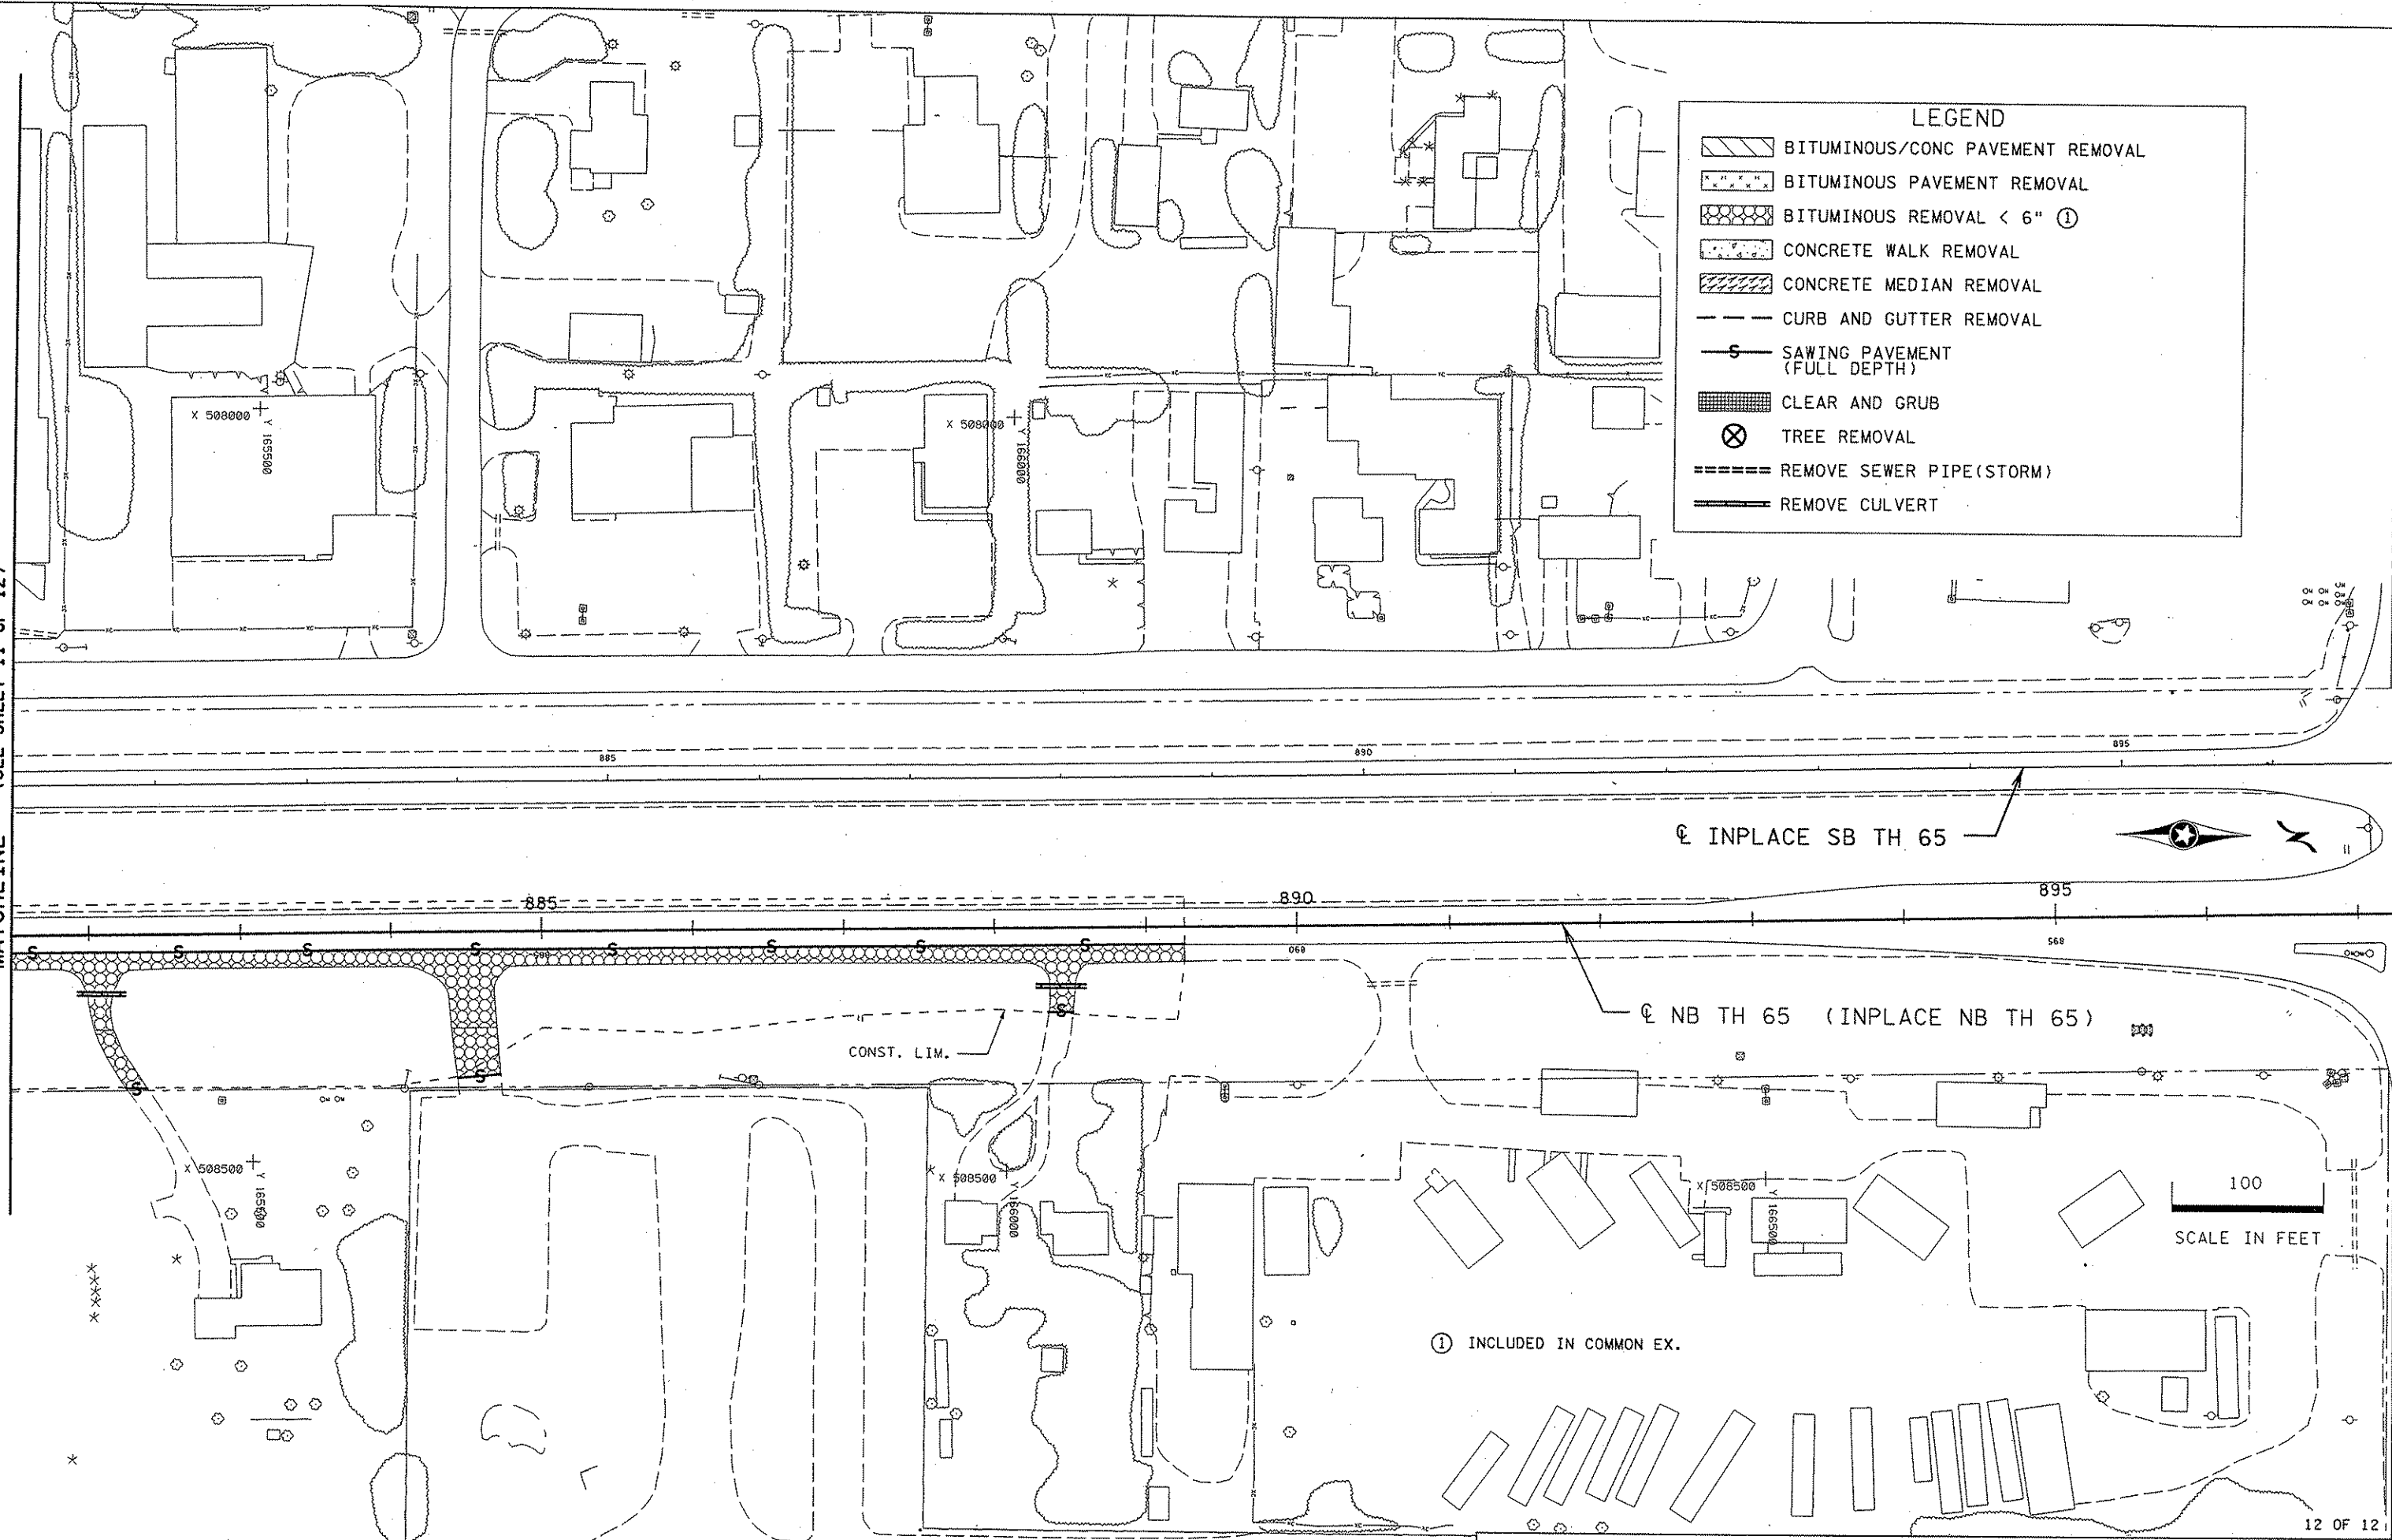 LEGEND
BITUMINOUS/CONC PAVEMENT REMOVAL
BITUMINOUS PAVEMENT REMOVAL
BITUMINOUS REMOVAL < 6" ①
CONCRETE WALK REMOVAL
CONCRETE MEDIAN REMOVAL
CURB AND GUTTER REMOVAL
S SAWING PAVEMENT
(FULL DEPTH)
CLEAR AND GRUB
TREE REMOVAL
REMOVE SEWER PIPE(STORM)
REMOVE CULVERT
X 508000
Y 165500
X 508000
Y 166000
885
890
895
℄ INPLACE SB TH 65
N
885
890
895
S S S S S S S S
890
895
℄ NB TH 65 (INPLACE NB TH 65)
S
CONST. LIM.
S
S
X 508500
Y 165500
X 508500
Y 166000
X 508500
Y 166500
100
SCALE IN FEET
① INCLUDED IN COMMON EX.
12 OF 12